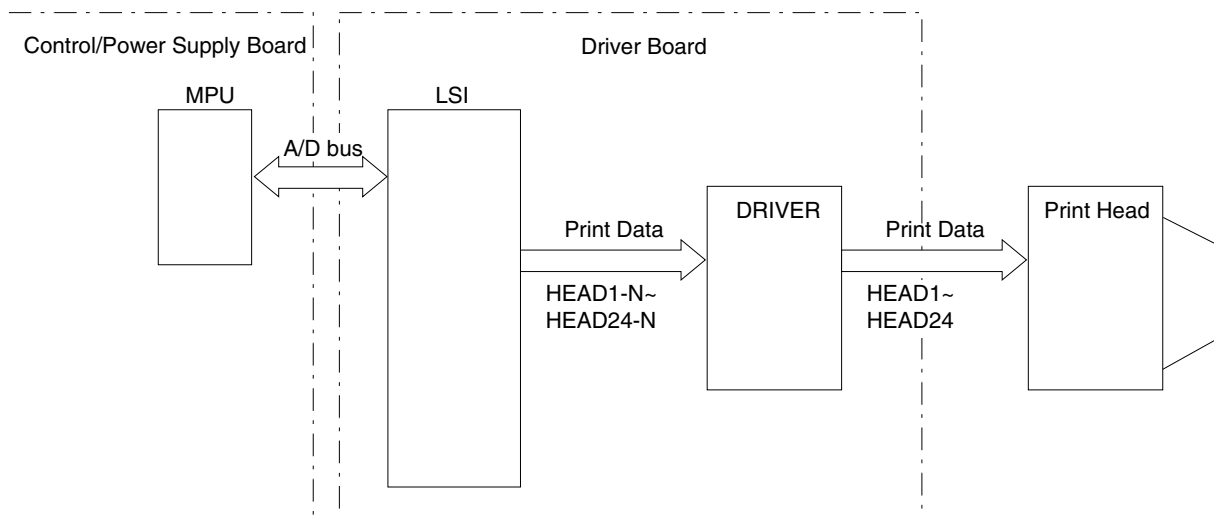 Control/Power Supply Board
Driver Board
MPU
LSI
A/D bus
DRIVER
Print Head
Print Data
Print Data
HEAD1-N~
HEAD24-N
HEAD1~
HEAD24